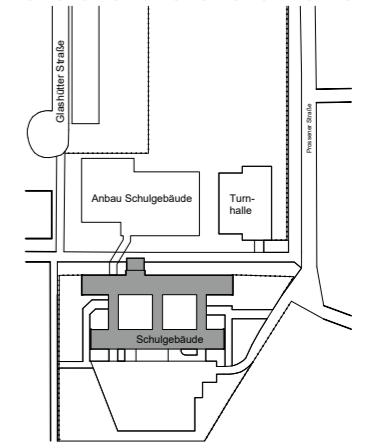 Glashütter Straße
Prossener Straße
Anbau Schulgebäude
Turn-
halle
Schulgebäude